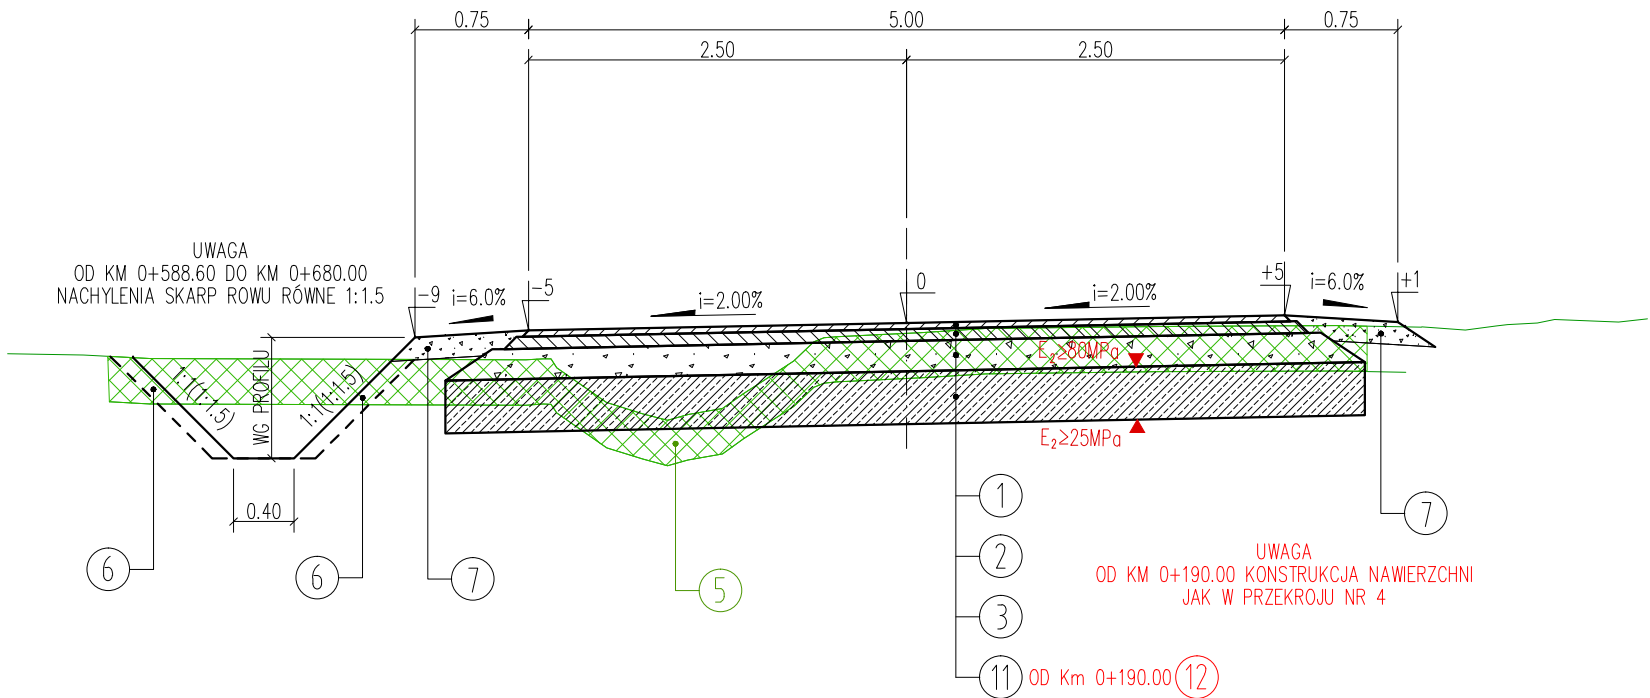 0.75
5.00
0.75
2.50
2.50
UWAGA
OD KM 0+588.60 DO KM 0+680.00
NACHYLENIA SKARP ROWU RÓWNE 1:1.5
-9
i=6.0%
-5
i=2.00%
0
i=2.00%
+5
i=6.0%
+1
1:1(1:1.5)
WG PROFILU
1:1(1:1.5)
E2≥80MPa
E2≥25MPa
0.40
6
6
7
5
1
2
3
11 OD Km 0+190.00 12
7
UWAGA
OD KM 0+190.00 KONSTRUKCJA NAWIERZCHNI
JAK W PRZEKROJU NR 4